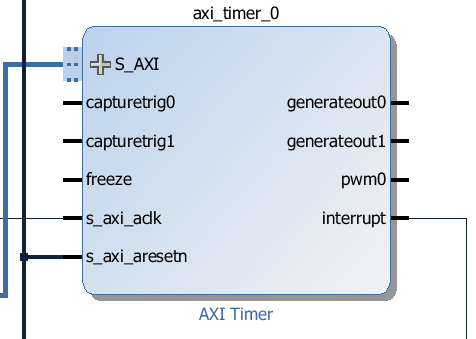 axi_timer_0
S_AXI
capturetrig0
generateout0
capturetrig1
generateout1
freeze
pwm0
s_axi_aclk
interrupt
s_axi_aresetn
AXI Timer